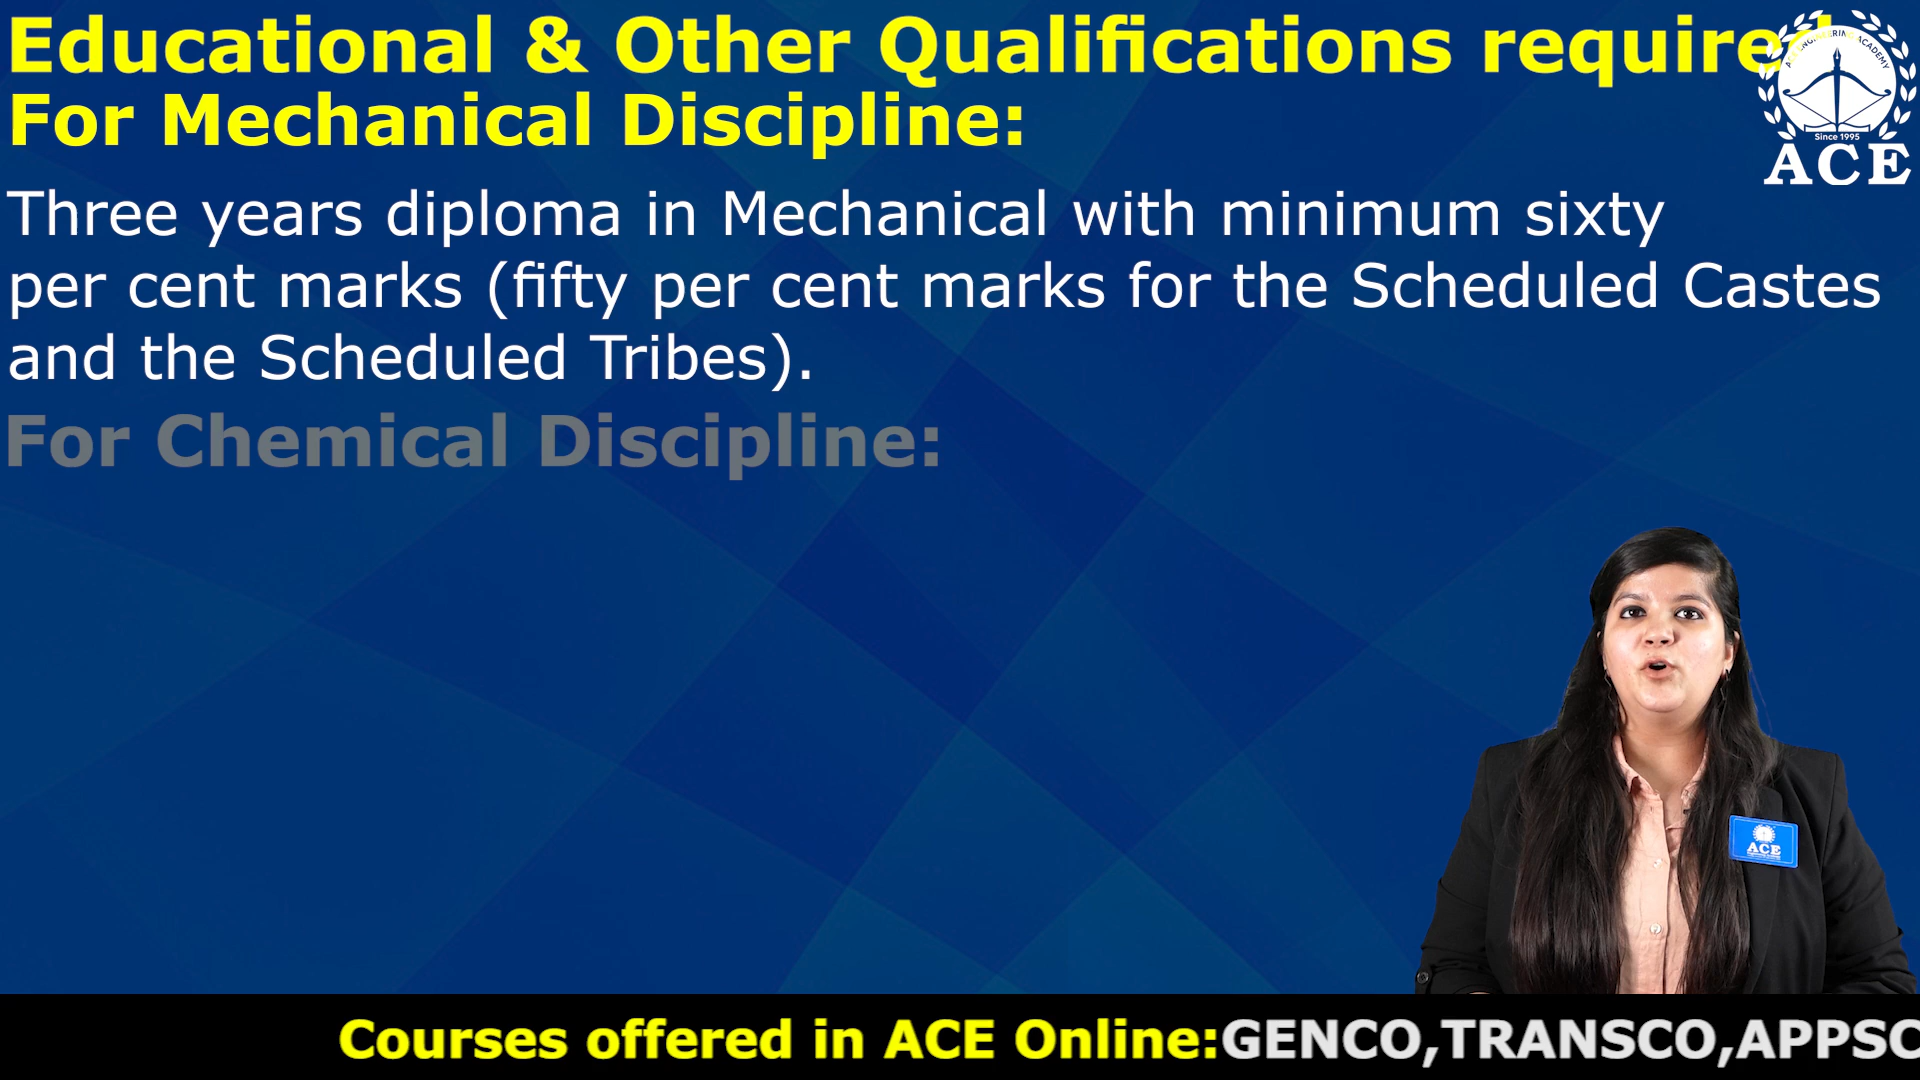 Educational & Other Qualifications required
For Mechanical Discipline:
Since 1995
ACE
Three years diploma in Mechanical with minimum sixty
per cent marks (fifty per cent marks for the Scheduled Castes
and the Scheduled Tribes).
For Chemical Discipline:
ACE
Courses offered in ACE Online:GENCO,TRANSCO,APPSC